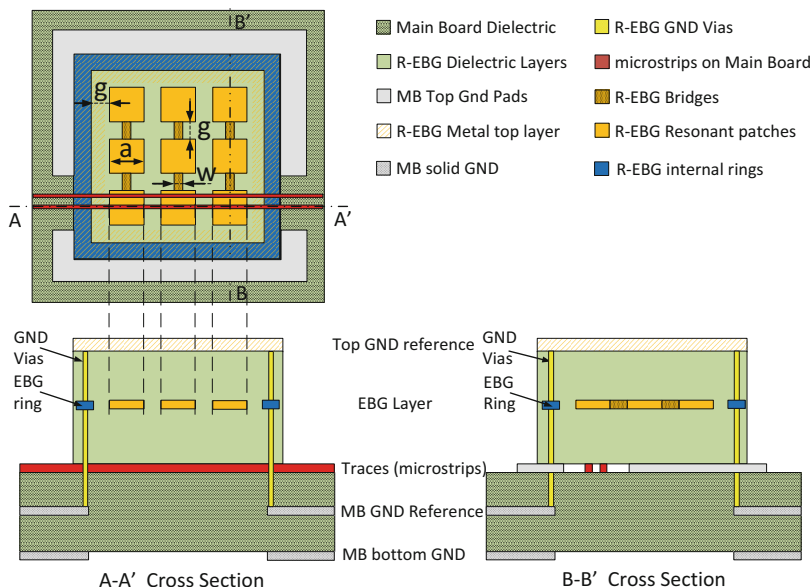 B'
g
g
a
w
A
A'
B
Main Board Dielectric
R-EBG Dielectric Layers
MB Top Gnd Pads
R-EBG Metal top layer
MB solid GND
R-EBG GND Vias
microstrips on Main Board
R-EBG Bridges
R-EBG Resonant patches
R-EBG internal rings
GND
Vias
EBG
ring
Top GND reference
EBG Layer
Traces (microstrips)
MB GND Reference
MB bottom GND
GND
Vias
EBG
Ring
A-A' Cross Section
B-B' Cross Section